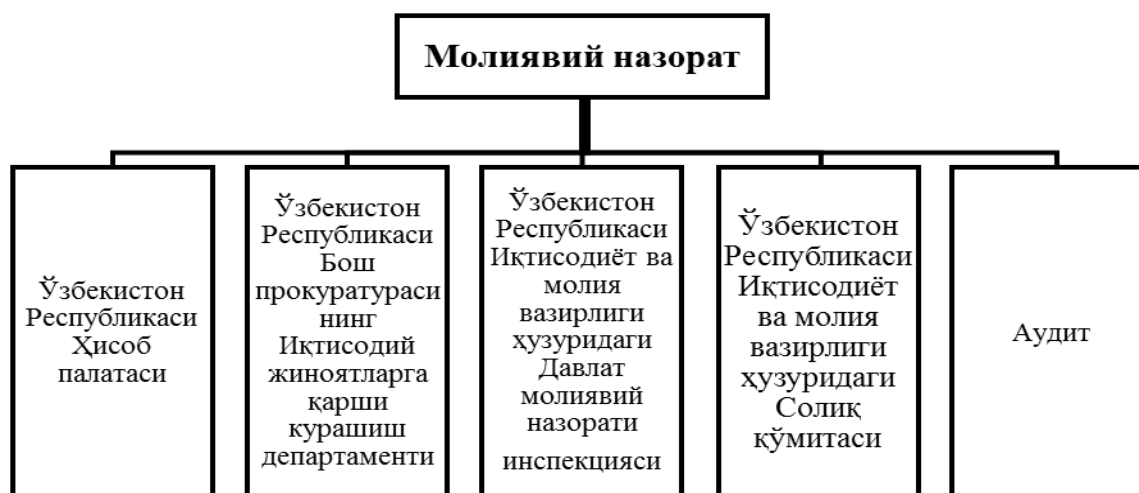 Молиявий назорат
Ўзбекистон
Республикаси
Ҳисоб
палатаси
Ўзбекистон
Республикаси
Бош
прокуратураси
нинг
Иқтисодий
жиноятларга
қарши
курашиш
департаменти
Ўзбекистон
Республикаси
Иқтисодиёт ва
молия
вазирлиги
ҳузуридаги
Давлат
молиявий
назорати
инспекцияси
Ўзбекистон
Республикаси
Иқтисодиёт
ва молия
вазирлиги
ҳузуридаги
Солиқ
қўмитаси
Аудит